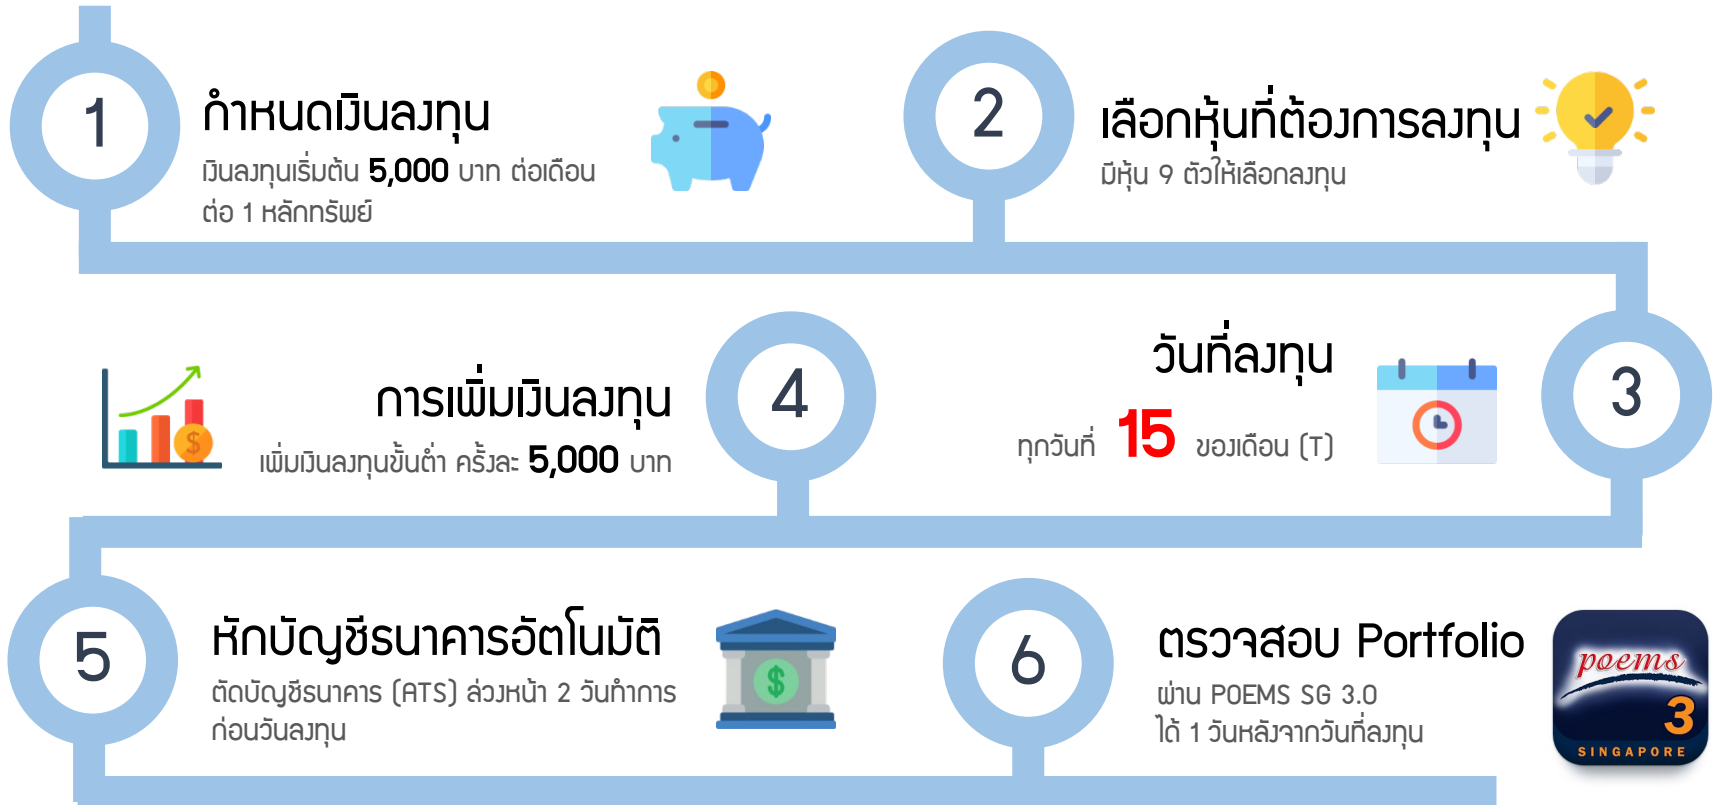 1
กำหนดเงินลงทุน
เงินลงทุนเริ่มต้น 5,000 บาท ต่อเดือน
ต่อ 1 หลักทรัพย์
2
เลือกหุ้นที่ต้องการลงทุน
มีหุ้น 9 ตัวให้เลือกลงทุน
3
วันที่ลงทุน
ทุกวันที่ 15 ของเดือน (T)
4
การเพิ่มเงินลงทุน
เพิ่มเงินลงทุนขั้นต่ำ ครั้งละ 5,000 บาท
5
หักบัญชีธนาคารอัตโนมัติ
ตัดบัญชีธนาคาร (ATS) ล่วงหน้า 2 วันทำการ
ก่อนวันลงทุน
6
ตรวจสอบ Portfolio
ผ่าน POEMS SG 3.0
ได้ 1 วันหลังจากวันที่ลงทุน
poems
3
SINGAPORE